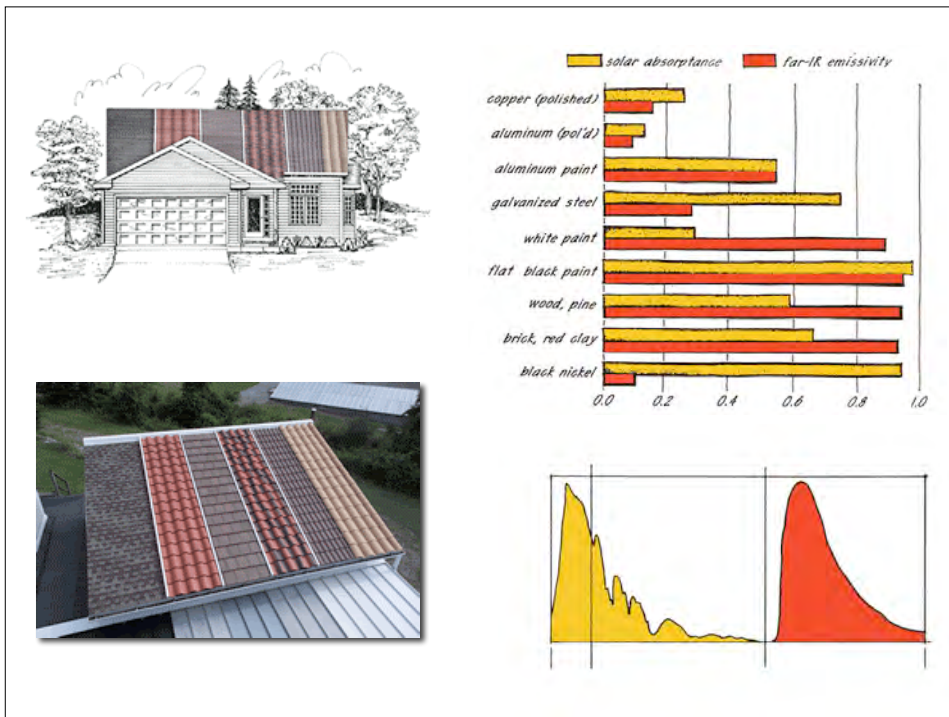 solar absorptance far-IR emissivity
copper (polished)
aluminum (pol'd)
aluminum paint
galvanized steel
white paint
flat black paint
wood, pine
brick, red clay
black nickel
0.0 0.2 0.4 0.6 0.8 1.0